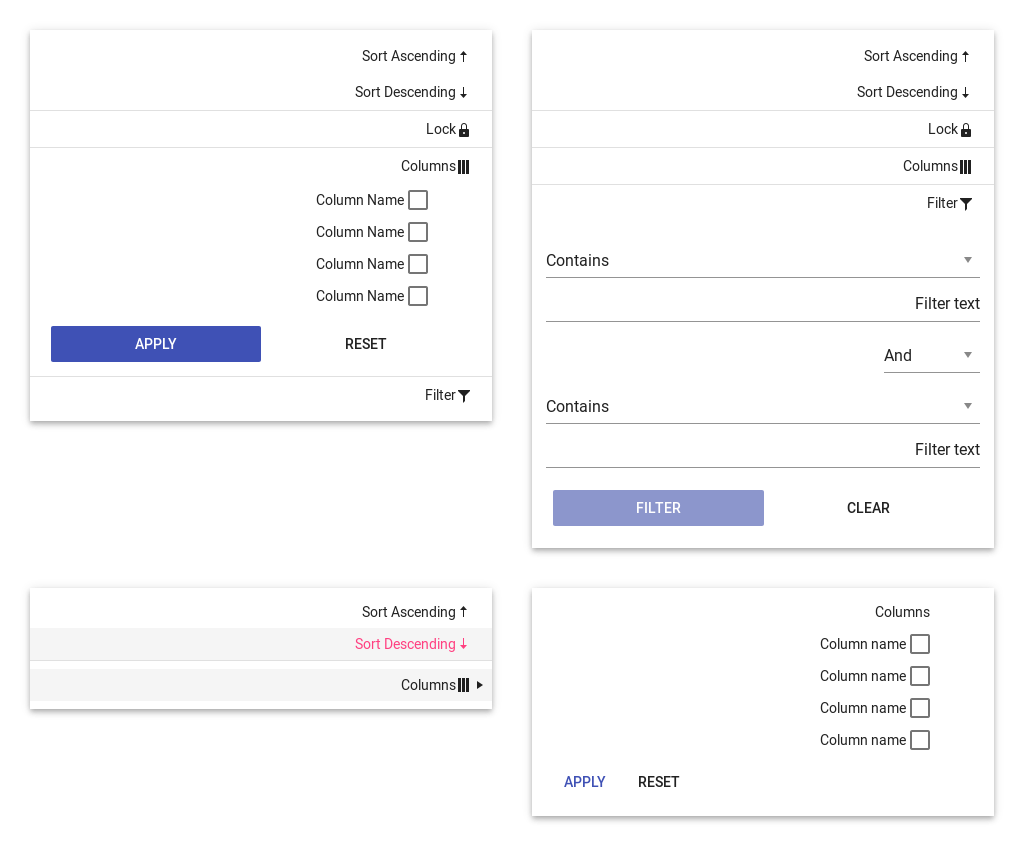 Sort Ascending
Sort Descending
Lock
Columns
Column Name
Column Name
Column Name
Column Name
APPLY RESET
Filter
Sort Ascending
Sort Descending
Lock
Columns
Filter
Contains
Filter text
And
Contains
Filter text
FILTER CLEAR
Sort Ascending
Sort Descending
Columns
Columns
Column name
Column name
Column name
Column name
APPLY RESET